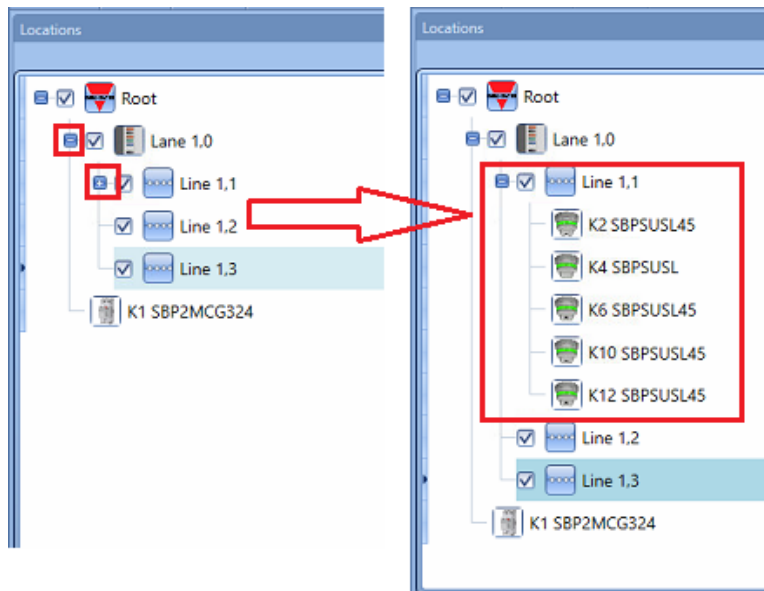 Locations
Root
Lane 1,0
Line 1,1
Line 1,2
Line 1,3
K1 SBP2MCG324
Locations
Root
Lane 1,0
Line 1,1
K2 SBPSUSL45
K4 SBPSUSL
K6 SBPSUSL45
K10 SBPSUSL45
K12 SBPSUSL45
Line 1,2
Line 1,3
K1 SBP2MCG324